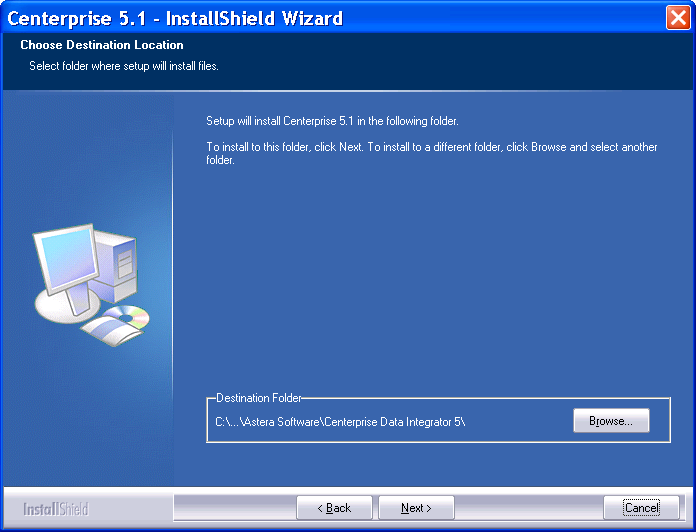 Centerprise 5.1 - InstallShield Wizard
Choose Destination Location
Select folder where setup will install files.
Setup will install Centerprise 5.1 in the following folder.
To install to this folder, click Next. To install to a different folder, click Browse and select another
folder.
Destination Folder
C:\...\Astera Software\Centerprise Data Integrator 5\
Browse...
InstallShield
< Back
Next >
Cancel